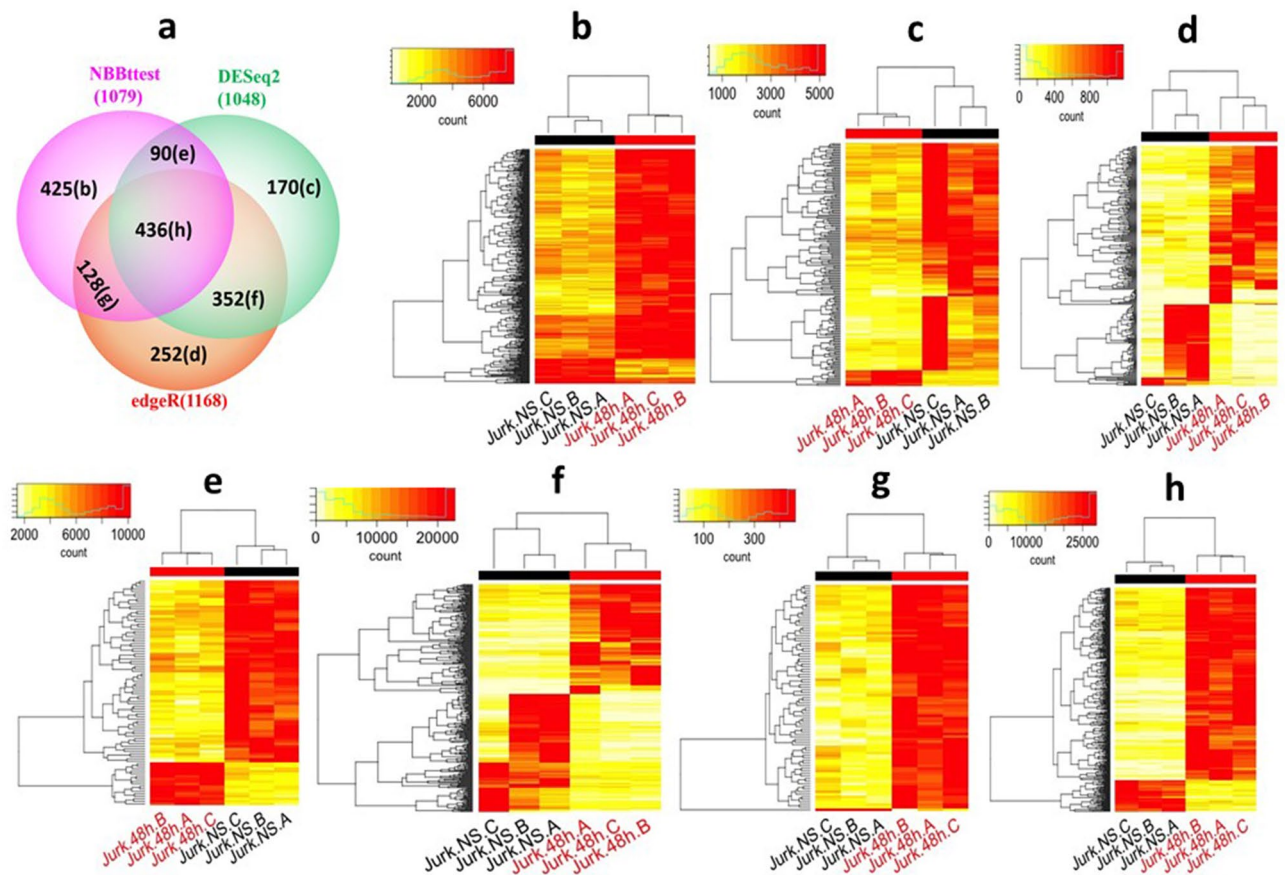 a
NBBttest
(1079)
DESeq2
(1048)
90(e)
425(b)
170(c)
436(h)
128(g)
352(f)
252(d)
edgeR(1168)
b
2000 6000
count
Jurk.NS.C
Jurk.NS.B
Jurk.NS.A
Jurk.48h.A
Jurk.48h.C
Jurk.48h.B
c
1000 3000 5000
count
Jurk.48h.A
Jurk.48h.B
Jurk.48h.C
Jurk.NS.C
Jurk.NS.A
Jurk.NS.B
d
0 400 800
count
Jurk.NS.C
Jurk.NS.B
Jurk.NS.A
Jurk.48h.A
Jurk.48h.C
Jurk.48h.B
e
2000 6000 10000
count
Jurk.48h.B
Jurk.48h.A
Jurk.48h.C
Jurk.NS.C
Jurk.NS.B
Jurk.NS.A
f
0 10000 20000
count
Jurk.NS.C
Jurk.NS.B
Jurk.NS.A
Jurk.48h.A
Jurk.48h.C
Jurk.48h.B
g
100 300
count
Jurk.NS.C
Jurk.NS.B
Jurk.NS.A
Jurk.48h.B
Jurk.48h.A
Jurk.48h.C
h
0 10000 25000
count
Jurk.NS.C
Jurk.NS.B
Jurk.NS.A
Jurk.48h.B
Jurk.48h.A
Jurk.48h.C